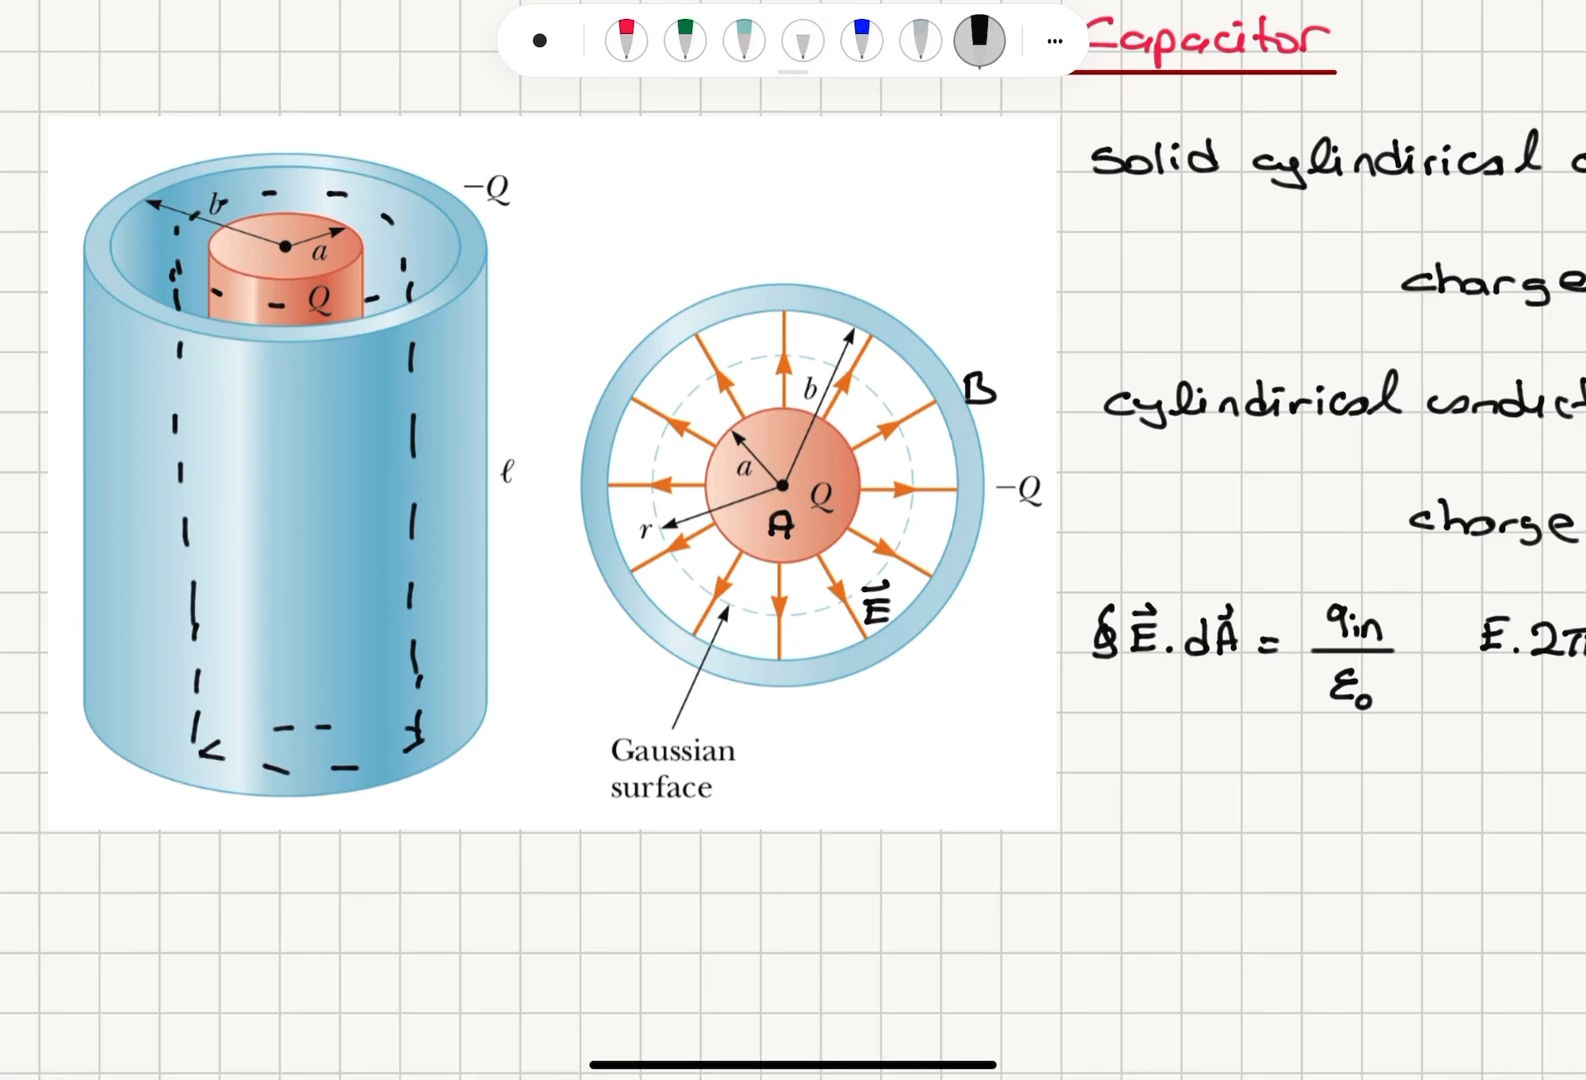 Capacitor
solid cylindirical
charge
cylindirical
charge
∮ E⃗ . dA⃗ = qin / ε0 E. 2π
b
a
Q
−Q
ℓ
b
a
r
Q
A
B
−Q
E⃗
Gaussian
surface